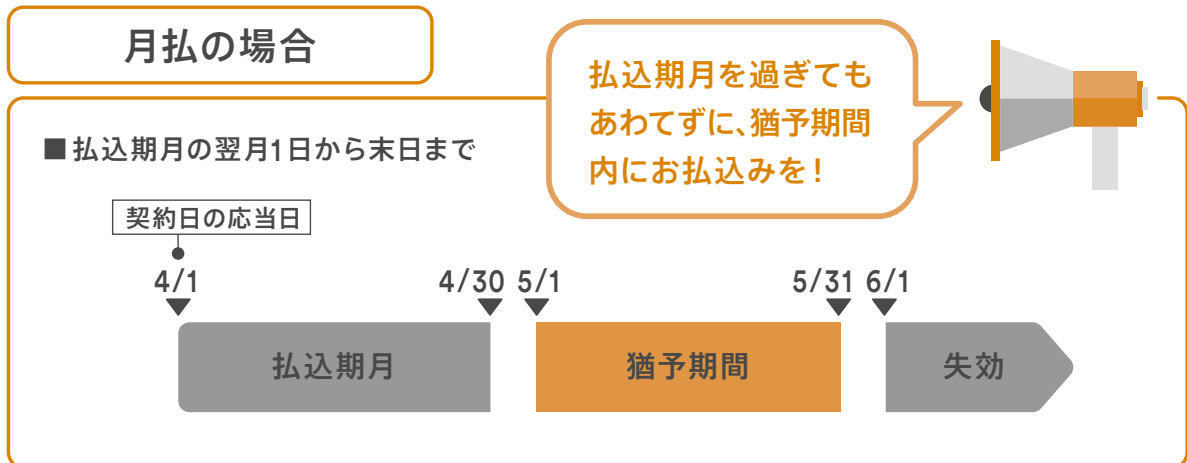 月払の場合
払込期月を過ぎても
あわてずに、猶予期間
内にお払込みを！
■払込期月の翌月1日から末日まで
契約日の応当日
4/1
4/30
5/1
5/31
6/1
払込期月
猶予期間
失効